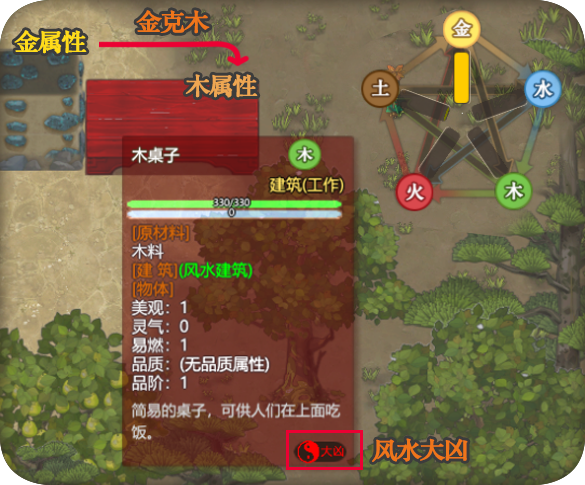 金克木
金属性
木属性
金
土
水
火
木
木桌子
木
建筑(工作)
330/330
0
[原材料]
木料
[建 筑](风水建筑)
[物体]
美观：1
灵气：0
易燃：1
品质：(无品质属性)
品阶：1
简易的桌子，可供人们在上面吃
饭。
大凶
风水大凶